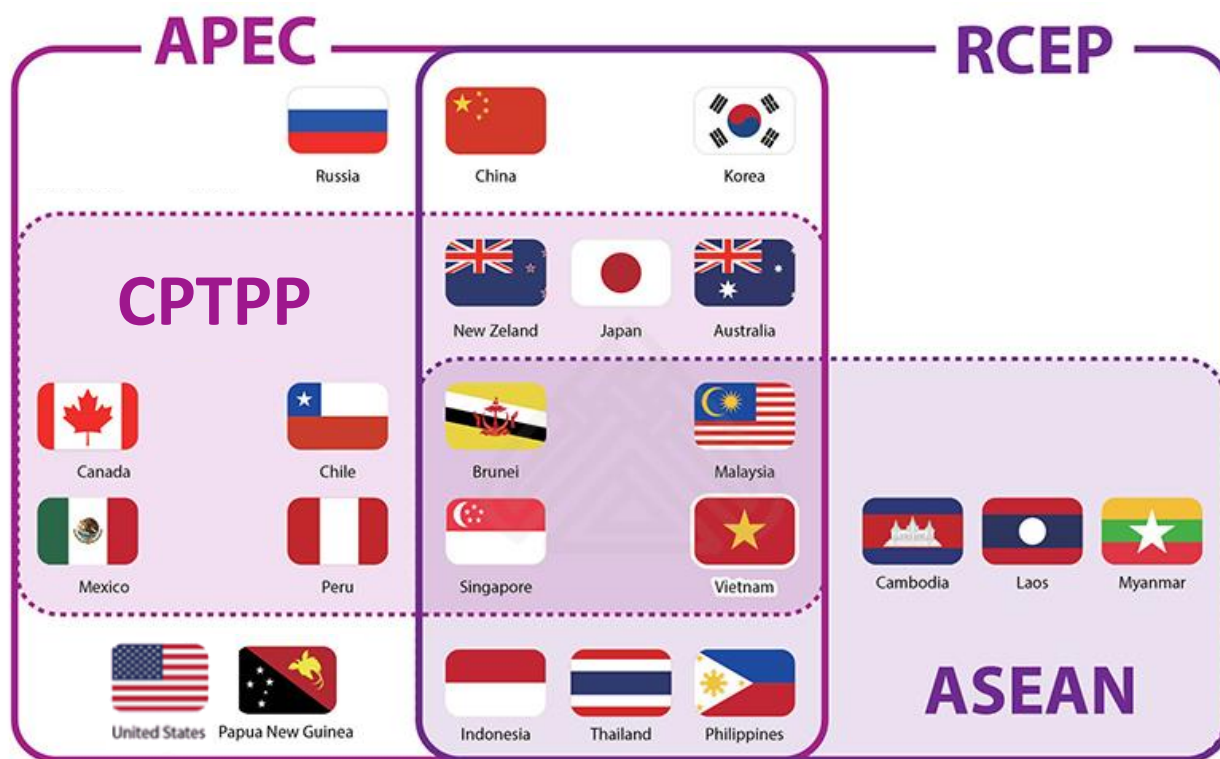 APEC
RCEP
Russia
China
Korea
CPTPP
New Zeland
Japan
Australia
Canada
Chile
Brunei
Malaysia
Mexico
Peru
Singapore
Vietnam
Cambodia
Laos
Myanmar
United States
Papua New Guinea
Indonesia
Thailand
Philippines
ASEAN